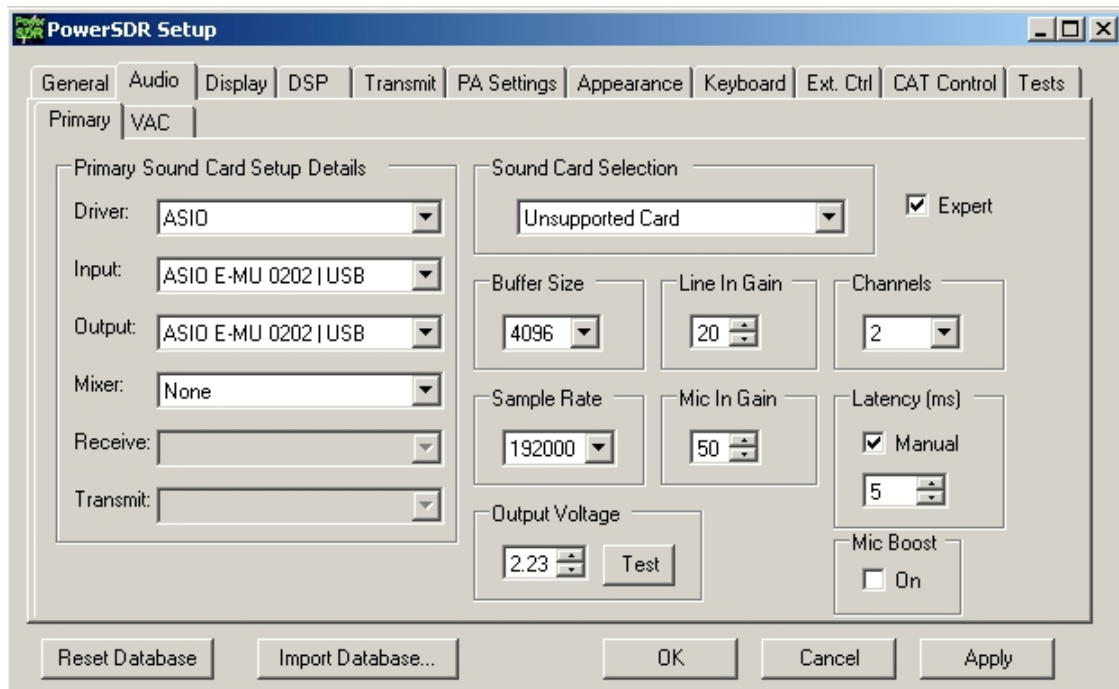 Power SDR PowerSDR Setup
General Audio Display DSP Transmit PA Settings Appearance Keyboard Ext. Ctrl CAT Control Tests
Primary VAC
Primary Sound Card Setup Details
Driver: ASIO
Input: ASIO E-MU 0202 | USB
Output: ASIO E-MU 0202 | USB
Mixer: None
Receive:
Transmit:
Sound Card Selection
Unsupported Card
Expert
Buffer Size
4096
Line In Gain
20
Channels
2
Sample Rate
192000
Mic In Gain
50
Latency (ms)
Manual
5
Output Voltage
2.23 Test
Mic Boost
On
Reset Database Import Database... OK Cancel Apply